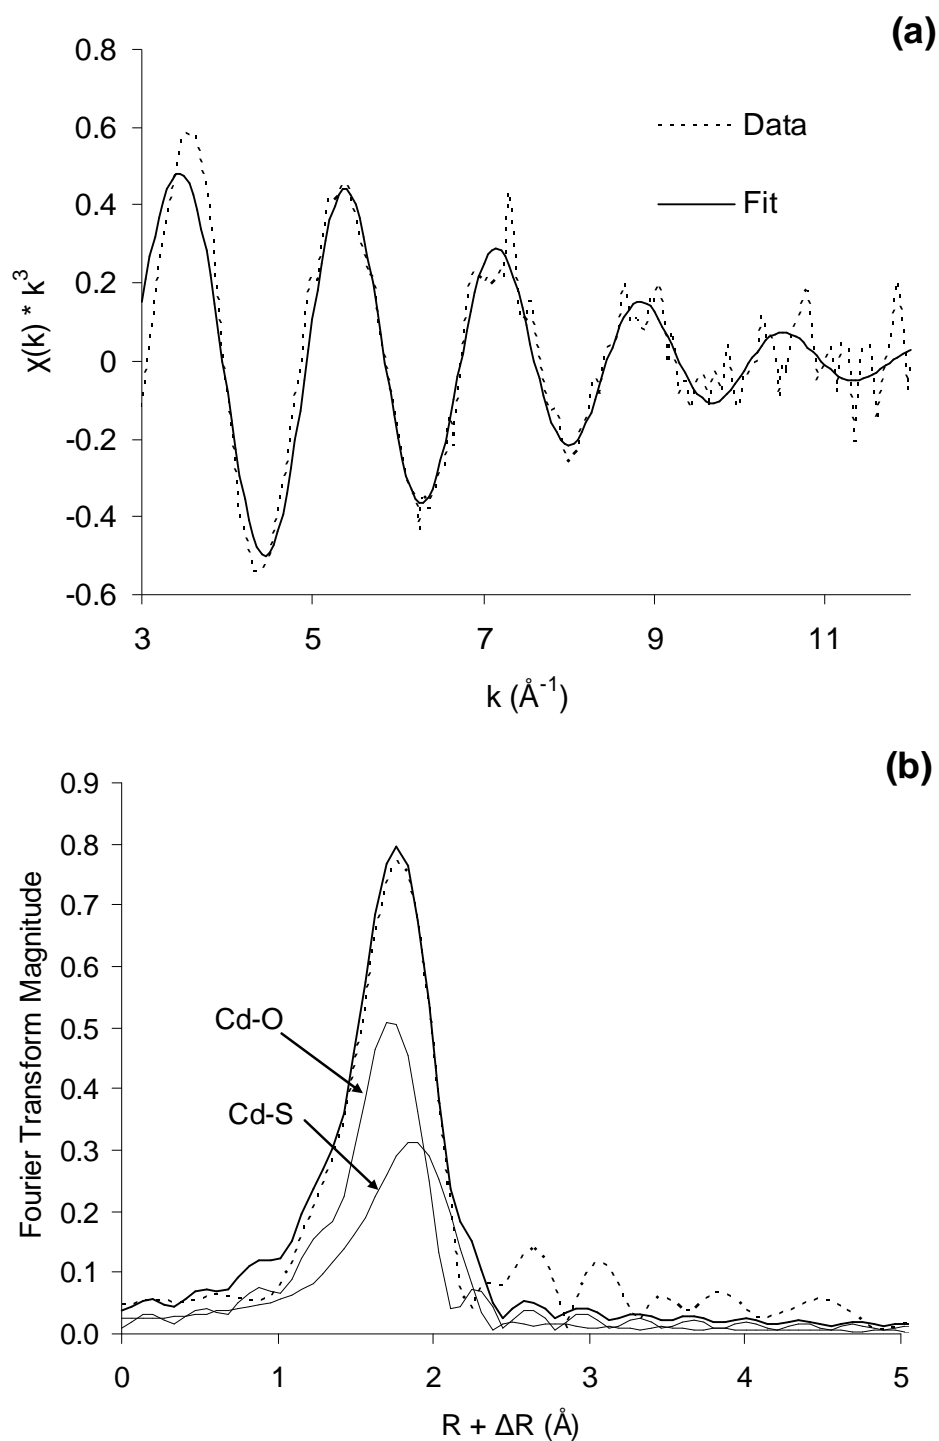 (a)
0.8
0.6
0.4
0.2
0
-0.2
-0.4
-0.6
χ(k) * k³
Data
Fit
3 5 7 9 11
k (Å⁻¹)
(b)
0.9
0.8
0.7
0.6
0.5
0.4
0.3
0.2
0.1
0.0
Fourier Transform Magnitude
Cd-O
Cd-S
0 1 2 3 4 5
R + ΔR (Å)